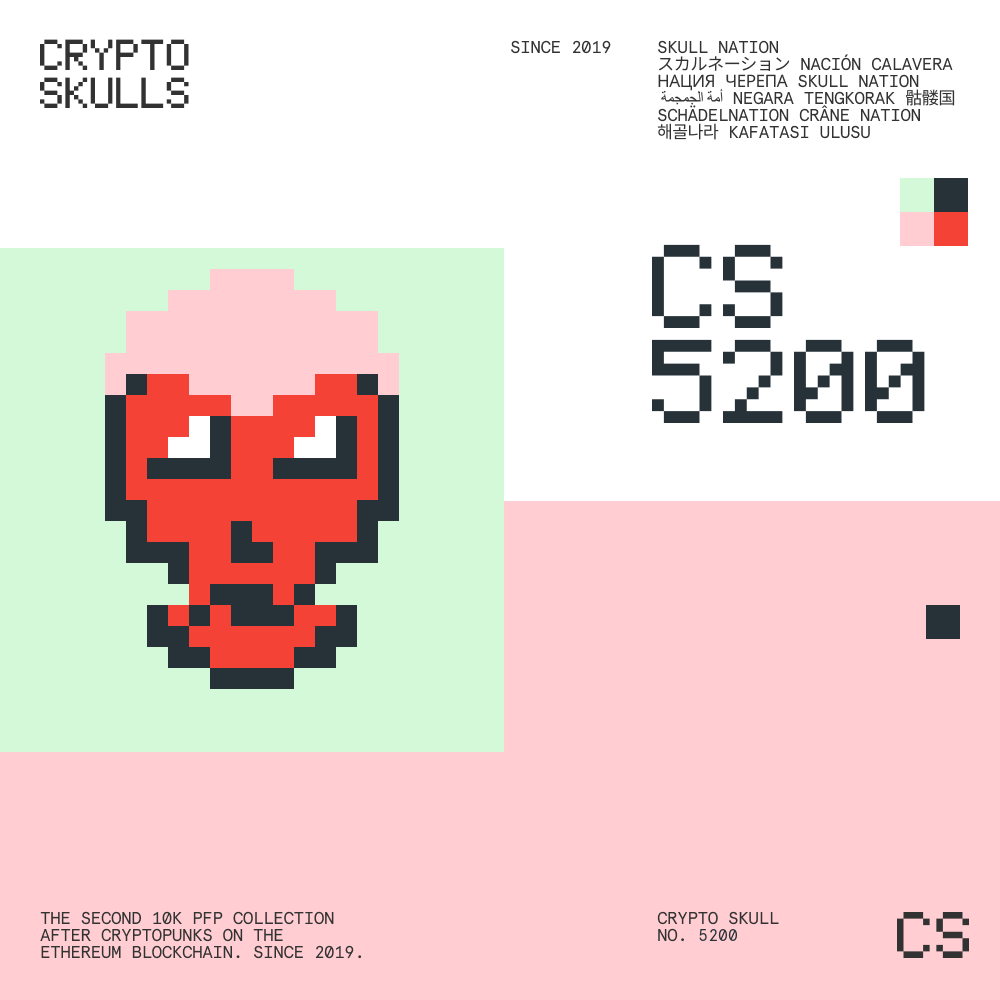 CRYPTO
SKULLS
SINCE 2019
SKULL NATION
スカルネーション NACIÓN CALAVERA
НАЦИЯ ЧЕРЕПА SKULL NATION
أمة الجمجمة NEGARA TENGKORAK 骷髅国
SCHÄDELNATION CRÂNE NATION
해골나라 KAFATASI ULUSU
CS
5200
THE SECOND 10K PFP COLLECTION
AFTER CRYPTOPUNKS ON THE
ETHEREUM BLOCKCHAIN. SINCE 2019.
CRYPTO SKULL
NO. 5200
CS